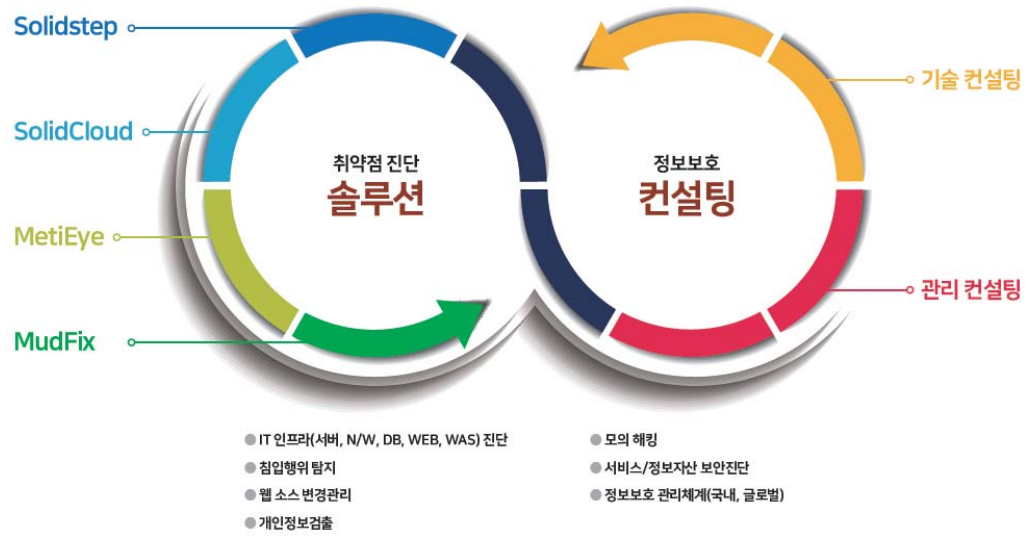 Solidstep
SolidCloud
MetiEye
MudFix
취약점 진단
솔루션
정보보호
컨설팅
기술 컨설팅
관리 컨설팅
IT 인프라(서버, N/W, DB, WEB, WAS) 진단
침입행위 탐지
웹 소스 변경관리
개인정보검출
모의 해킹
서비스/정보자산 보안진단
정보보호 관리체계(국내, 글로벌)